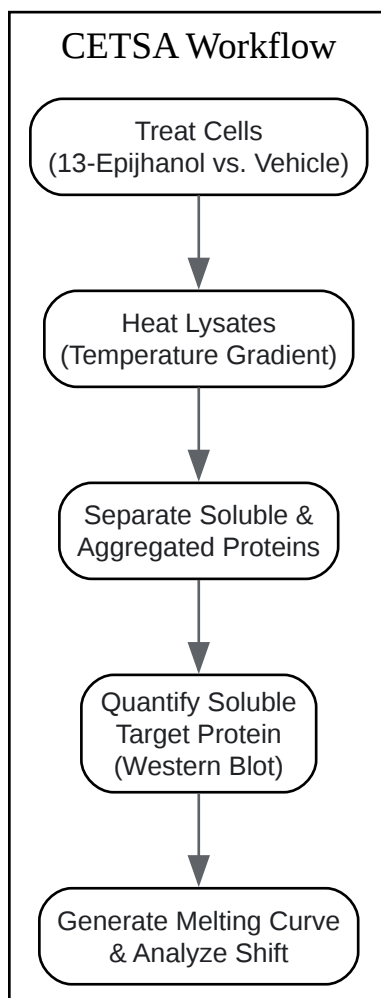 CETSA Workflow
Treat Cells
(13-Epijhanol vs. Vehicle)
Heat Lysates
(Temperature Gradient)
Separate Soluble &
Aggregated Proteins
Quantify Soluble
Target Protein
(Western Blot)
Generate Melting Curve
& Analyze Shift